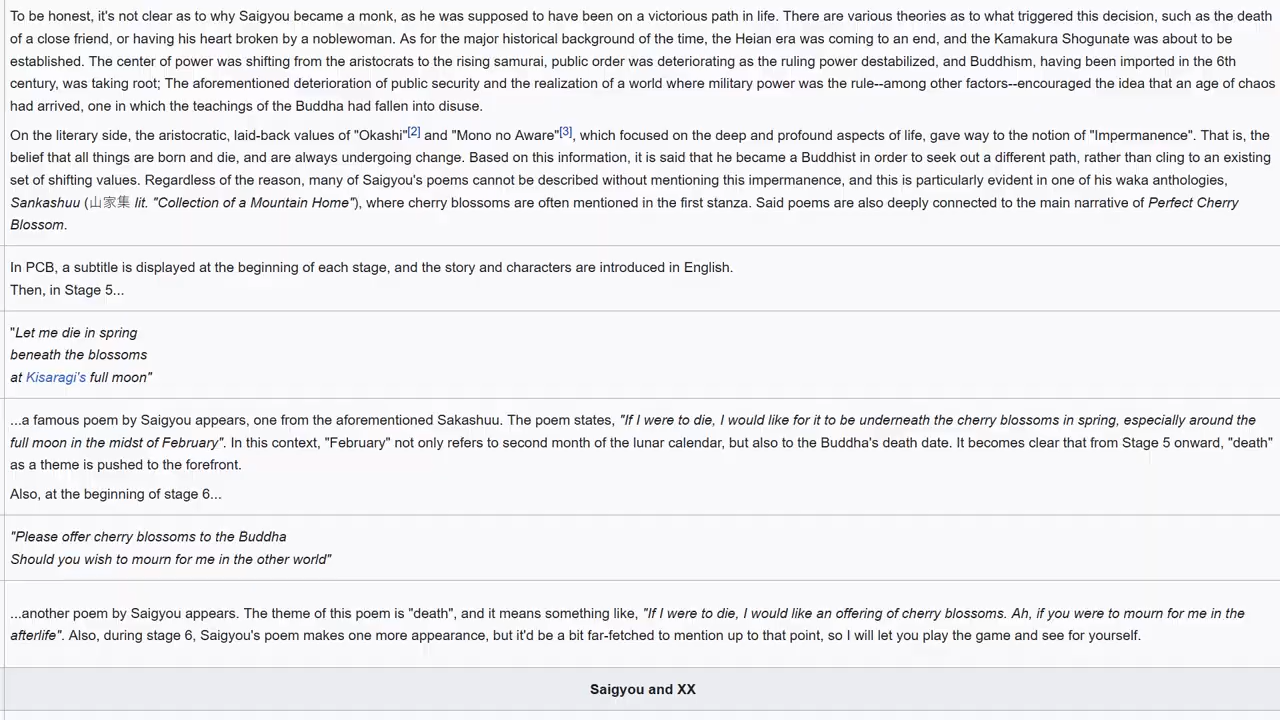 To be honest, it's not clear as to why Saigyou became a monk, as he was supposed to have been on a victorious path in life. There are various theories as to what triggered this decision, such as the death
of a close friend, or having his heart broken by a noblewoman. As for the major historical background of the time, the Heian era was coming to an end, and the Kamakura Shogunate was about to be
established. The center of power was shifting from the aristocrats to the rising samurai, public order was deteriorating as the ruling power destabilized, and Buddhism, having been imported in the 6th
century, was taking root; The aforementioned deterioration of public security and the realization of a world where military power was the rule--among other factors--encouraged the idea that an age of chaos
had arrived, one in which the teachings of the Buddha had fallen into disuse.
On the literary side, the aristocratic, laid-back values of "Okashi"[2] and "Mono no Aware"[3], which focused on the deep and profound aspects of life, gave way to the notion of "Impermanence". That is, the
belief that all things are born and die, and are always undergoing change. Based on this information, it is said that he became a Buddhist in order to seek out a different path, rather than cling to an existing
set of shifting values. Regardless of the reason, many of Saigyou's poems cannot be described without mentioning this impermanence, and this is particularly evident in one of his waka anthologies,
Sankashuu (山家集 lit. "Collection of a Mountain Home"), where cherry blossoms are often mentioned in the first stanza. Said poems are also deeply connected to the main narrative of Perfect Cherry
Blossom.
In PCB, a subtitle is displayed at the beginning of each stage, and the story and characters are introduced in English.
Then, in Stage 5...
"Let me die in spring
beneath the blossoms
at Kisaragi's full moon"
...a famous poem by Saigyou appears, one from the aforementioned Sakashuu. The poem states, "If I were to die, I would like for it to be underneath the cherry blossoms in spring, especially around the
full moon in the midst of February". In this context, "February" not only refers to second month of the lunar calendar, but also to the Buddha's death date. It becomes clear that from Stage 5 onward, "death"
as a theme is pushed to the forefront.
Also, at the beginning of stage 6...
"Please offer cherry blossoms to the Buddha
Should you wish to mourn for me in the other world"
...another poem by Saigyou appears. The theme of this poem is "death", and it means something like, "If I were to die, I would like an offering of cherry blossoms. Ah, if you were to mourn for me in the
afterlife". Also, during stage 6, Saigyou's poem makes one more appearance, but it'd be a bit far-fetched to mention up to that point, so I will let you play the game and see for yourself.
Saigyou and XX